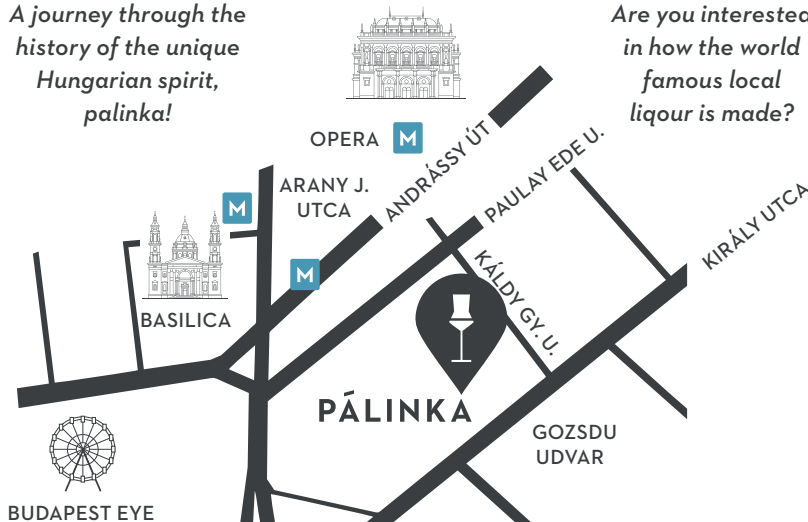 A journey through the
history of the unique
Hungarian spirit,
palinka!
Are you interested
in how the world
famous local
liqour is made?
OPERA M
ARANY J.
UTCA
M
ANDRÁSSY ÚT
PAULAY EDE U.
KIRÁLY UTCA
M
KÁLDY GY. U.
BASILICA
PÁLINKA
GOZSDU
UDVAR
BUDAPEST EYE